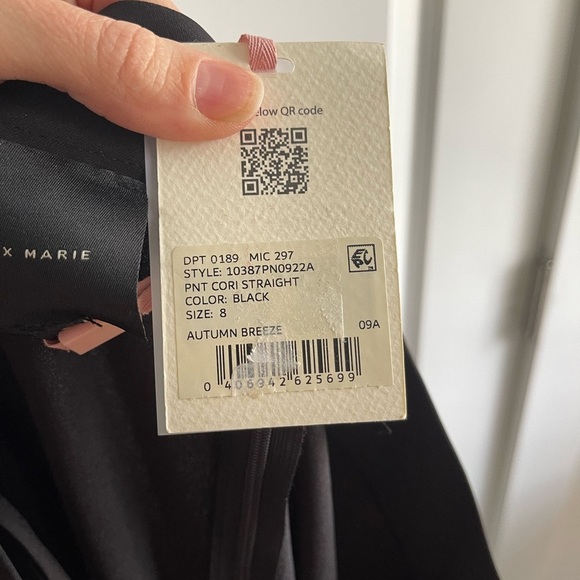 elow QR code
X MARIE
DPT 0189 MIC 297
STYLE: 10387PN0922A
PNT CORI STRAIGHT
COLOR: BLACK
SIZE: 8
AUTUMN BREEZE 09A
0 406942 625699